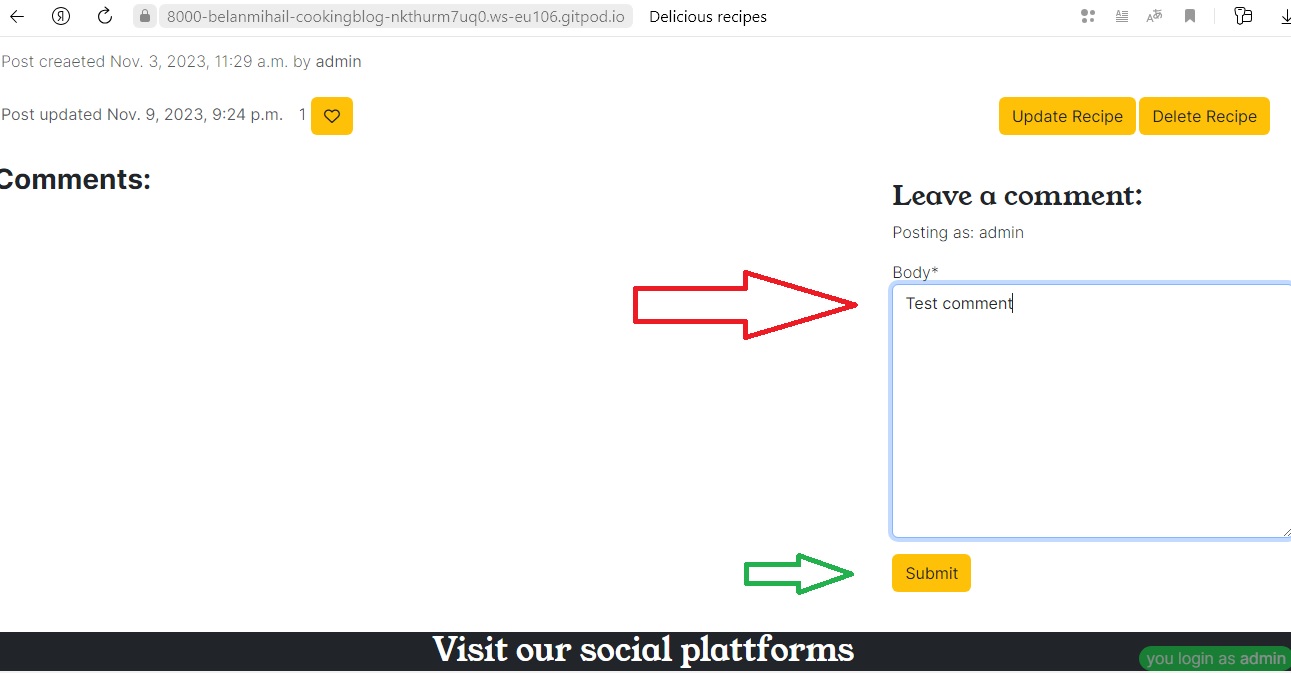 8000-belanmihail-cookingblog-nkthurm7uq0.ws-eu106.gitpod.io Delicious recipes
Post creaeted Nov. 3, 2023, 11:29 a.m. by admin
Post updated Nov. 9, 2023, 9:24 p.m. 1
Update Recipe Delete Recipe
Comments:
Leave a comment:
Posting as: admin
Body*
Test comment
Submit
Visit our social plattforms
you login as admin